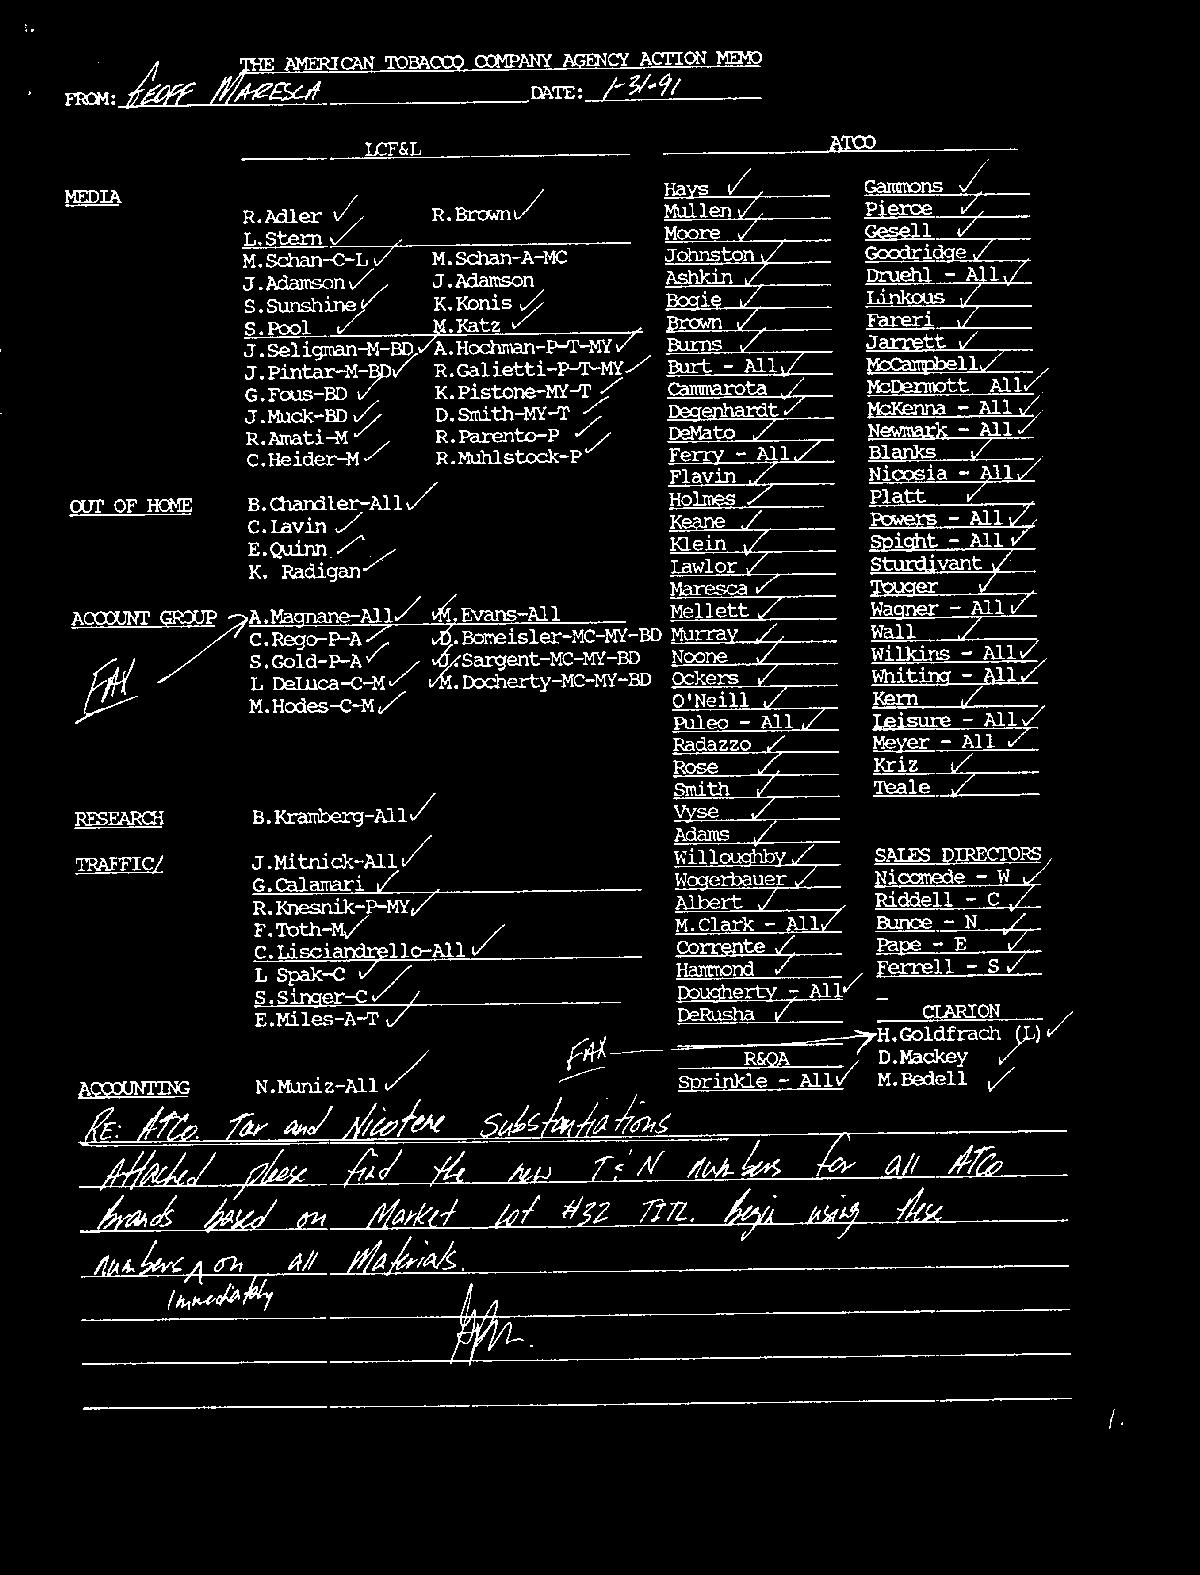 THE AMERICAN TOBACCO COMPANY AGENCY ACTION MEMO
FROM: GEOFF MARESCA DATE: 1-31-91
LCF&L
MEDIA
R.Adler ✓ R.Brown ✓
L.Stern ✓
M.Schan-C-L ✓ M.Schan-A-MC
J.Adamson ✓ J.Adamson
S.Sunshine ✓ K.Konis ✓
S.Pool ✓ M.Katz ✓
J.Seligman-M-BD ✓ A.Hochman-P-T-MY ✓
J.Pintar-M-BD ✓ R.Galietti-P-T-MY ✓
G.Fous-BD ✓ K.Pistone-MY-T ✓
J.Muck-BD ✓ D.Smith-MY-T ✓
R.Amati-M ✓ R.Parento-P ✓
C.Heider-M ✓ R.Muhlstock-P ✓
OUT OF HOME B.Chandler-All ✓
C.Lavin ✓
E.Quinn ✓
K. Radigan ✓
ACCOUNT GROUP A.Magnane-All ✓ ✓M.Evans-All
C.Rego-P-A ✓ ✓D.Bomeisler-MC-MY-BD
S.Gold-P-A ✓ ✓J.Sargent-MC-MY-BD
L DeLuca-C-M ✓ ✓M.Docherty-MC-MY-BD
M.Hodes-C-M ✓
FAX
RESEARCH B.Kramberg-All ✓
TRAFFIC/ J.Mitnick-All ✓
G.Calamari ✓
R.Knesnik-P-MY ✓
F.Toth-M ✓
C.Lisciandrello-All ✓
L Spak-C ✓
S.Singer-C ✓
E.Miles-A-T ✓
ACCOUNTING N.Muniz-All ✓
ATCO
Hays ✓
Mullen ✓
Moore ✓
Johnston ✓
Ashkin ✓
Bogie ✓
Brown ✓
Burns ✓
Burt - All ✓
Cammarota ✓
Degenhardt ✓
DeMato ✓
Ferry - All ✓
Flavin ✓
Holmes ✓
Keane ✓
Klein ✓
Lawlor ✓
Maresca ✓
Mellett ✓
Murray ✓
Noone ✓
Ockers ✓
O'Neill ✓
Puleo - All ✓
Radazzo ✓
Rose ✓
Smith ✓
Vyse ✓
Adams ✓
Willoughby ✓
Wogerbauer ✓
Albert ✓
M.Clark - All ✓
Corrente ✓
Hammond ✓
Dougherty - All ✓
DeRusha ✓
R&QA
Sprinkle - All ✓
Gammons ✓
Pierce ✓
Gesell ✓
Goodridge ✓
Druehl - All ✓
Linkous ✓
Fareri ✓
Jarrett ✓
McCampbell ✓
McDermott All ✓
McKenna - All ✓
Newmark - All ✓
Blanks ✓
Nicosia - All ✓
Platt ✓
Powers - All ✓
Spight - All ✓
Sturdivant ✓
Touger ✓
Wagner - All ✓
Wall ✓
Wilkins - All ✓
Whiting - All ✓
Kern ✓
Leisure - All ✓
Meyer - All ✓
Kriz ✓
Teale ✓
SALES DIRECTORS
Nicomede - W ✓
Riddell - C ✓
Bunce - N ✓
Pape - E ✓
Ferrell - S ✓
CLARION
FAX
H.Goldfrach (L) ✓
D.Mackey ✓
M.Bedell ✓
RE: ATCO. Tar and Nicotene Substantiations
Attached please find the new T&N numbers for all ATCo
brands based on Market Lot #32 TITL. Begin using these
numbers ^ on all Materials.
Immediately
1.